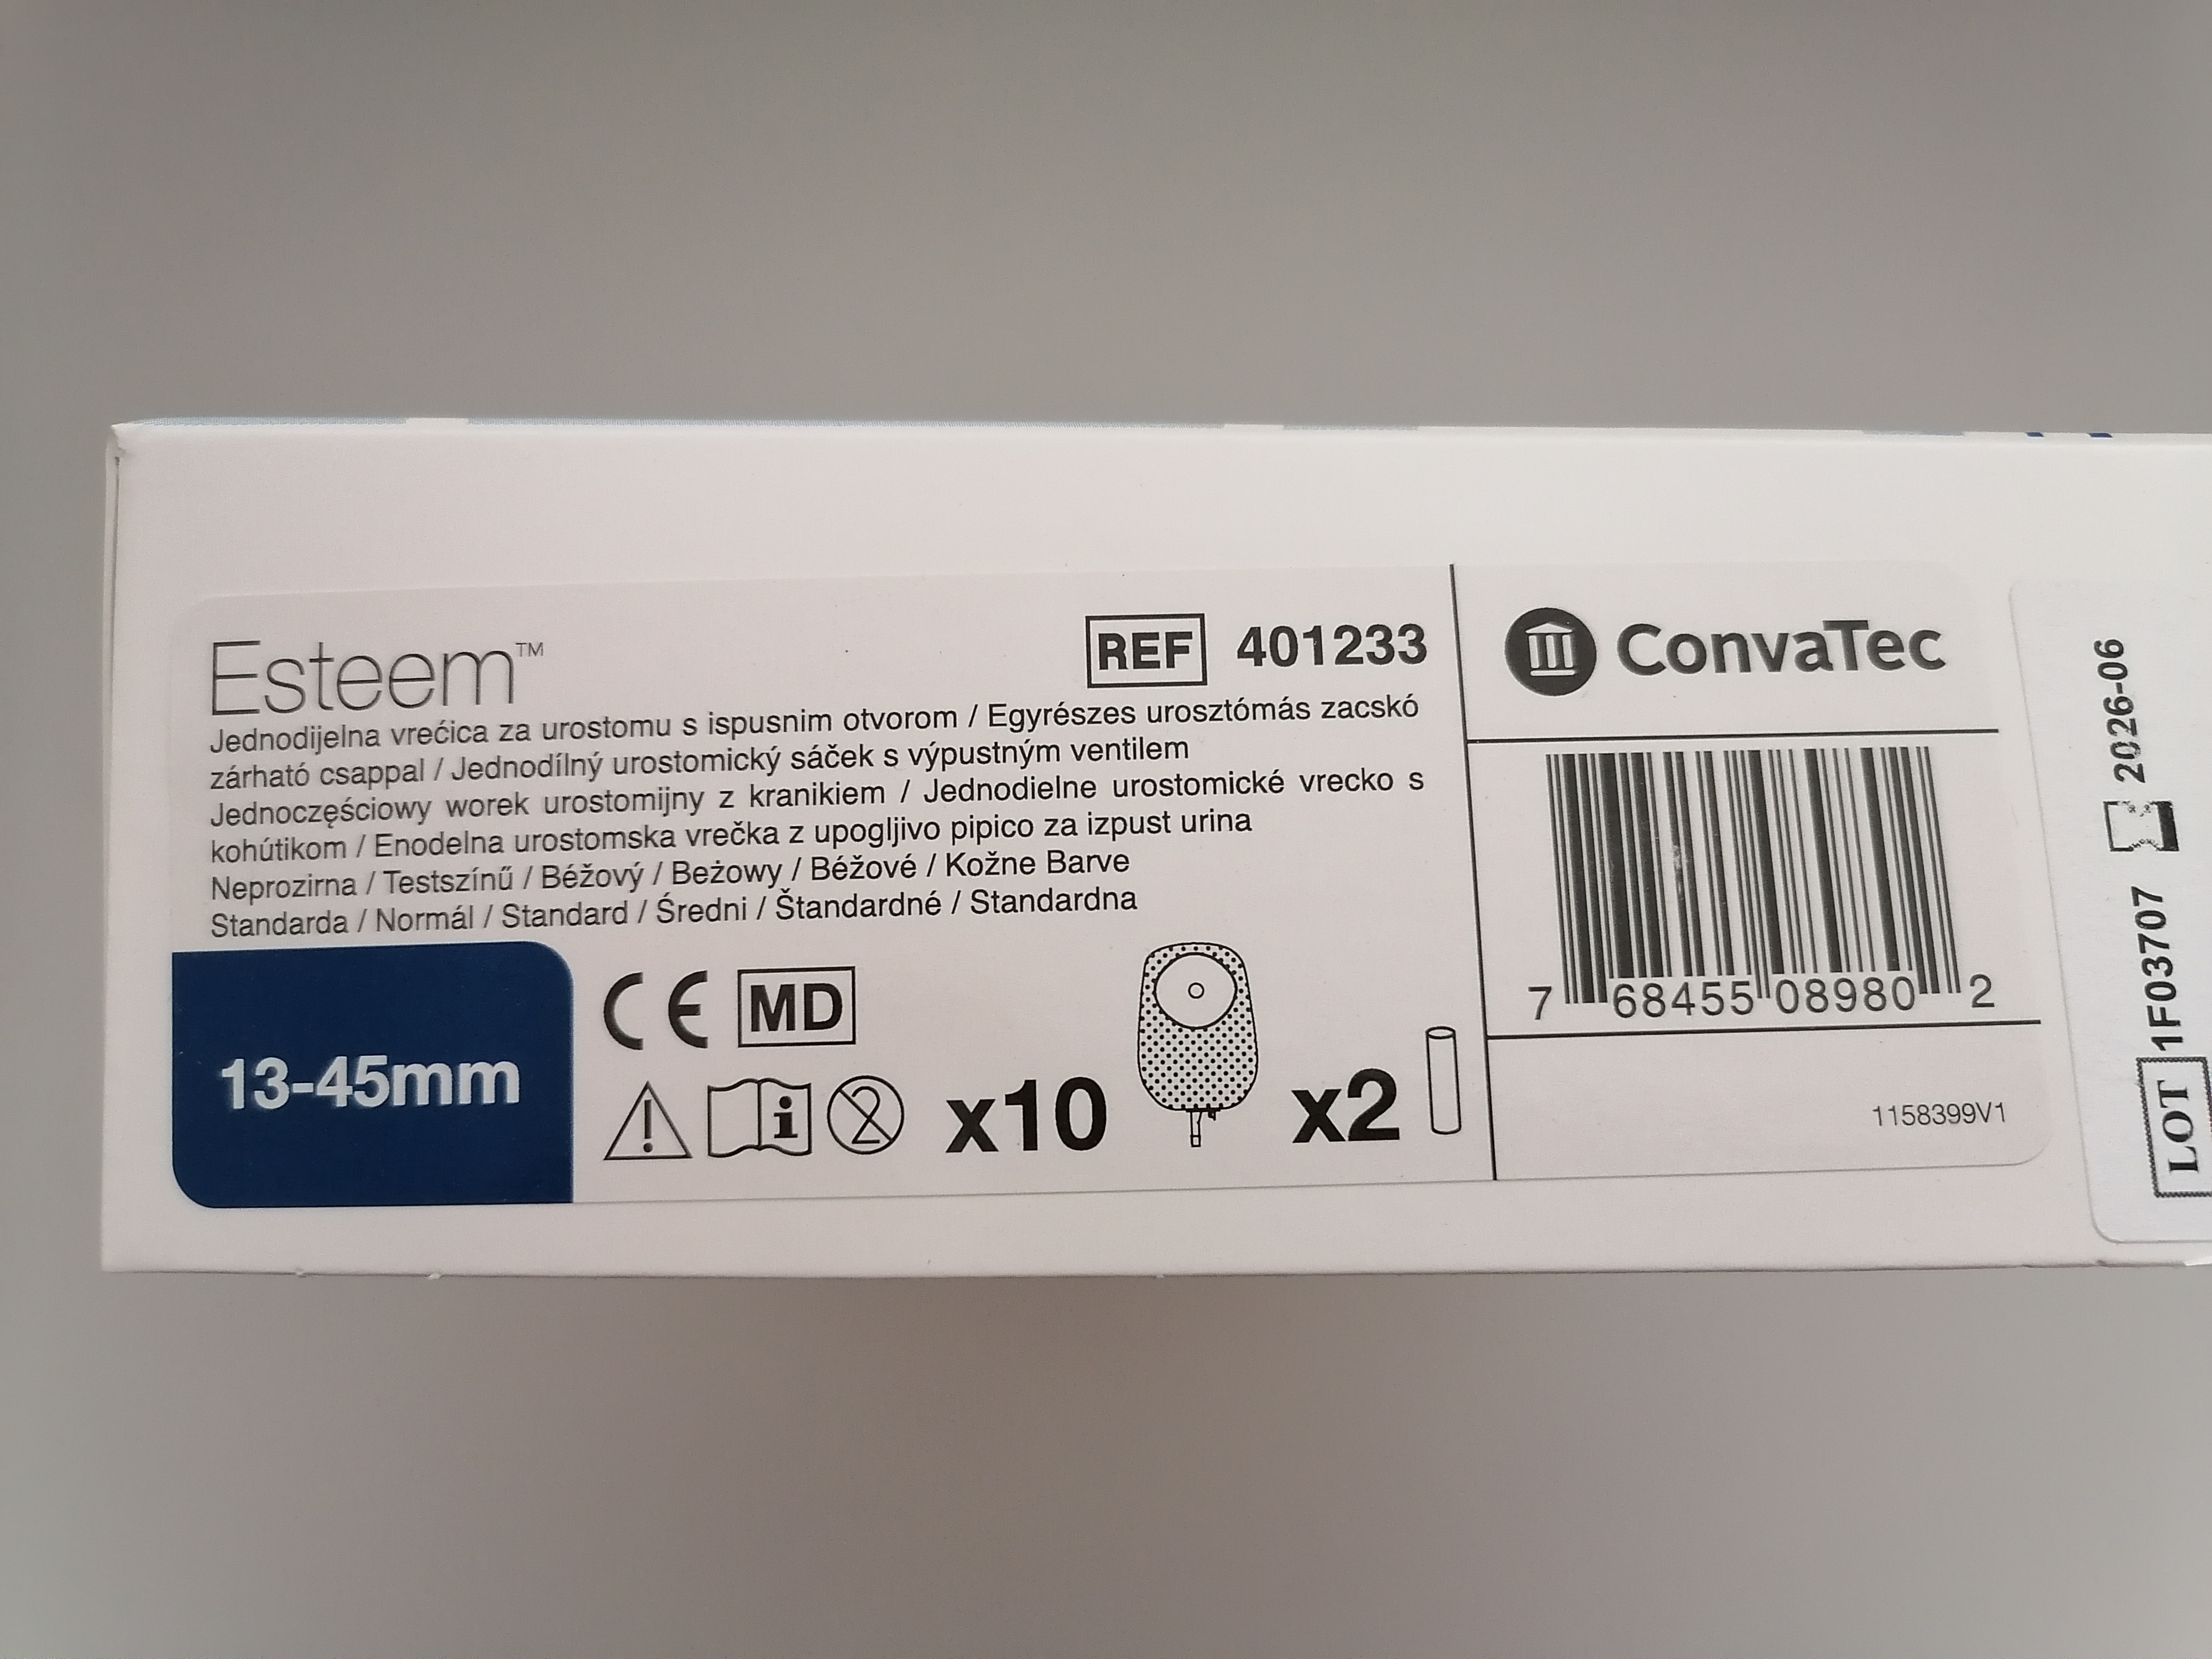 Esteem™
REF 401233
Jednodijelna vrećica za urostomu s ispusnim otvorom / Egyrészes urosztómás zacskó
zárható csappal / Jednodílný urostomický sáček s výpustným ventilem
Jednoczęściowy worek urostomijny z kranikiem / Jednodielne urostomické vrecko s
kohútikom / Enodelna urostomska vrečka z upogljivo pipico za izpust urina
Neprozirna / Testszínű / Béžový / Beżowy / Béžové / Kožne Barve
Standarda / Normál / Standard / Średni / Štandardné / Standardna
13-45mm
CE MD
2
x10
x2
ConvaTec
7 68455 08980 2
1158399V1
2026-06
LOT 1F03707